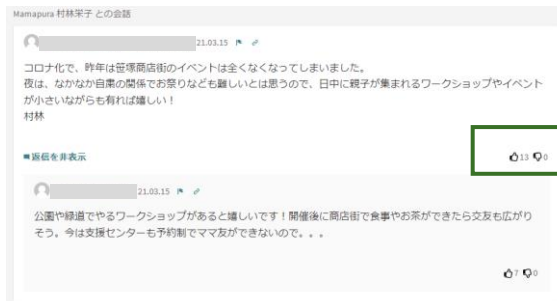 Mamapura 村林栄子 との会話
21.03.15
コロナ化で、昨年は笹塚商店街のイベントは全くなくなってしまいました。
夜は、なかなか自粛の関係でお祭りなども難しいとは思うので、日中に親子が集まれるワークショップやイベント
が小さいながらも有れば嬉しい！
村林
返信を非表示
13 0
21.03.15
公園や緑道でやるワークショップがあると嬉しいです！開催後に商店街で食事やお茶ができたら交友も広がり
そう。今は支援センターも予約制でママ友ができないので。。。
7 0